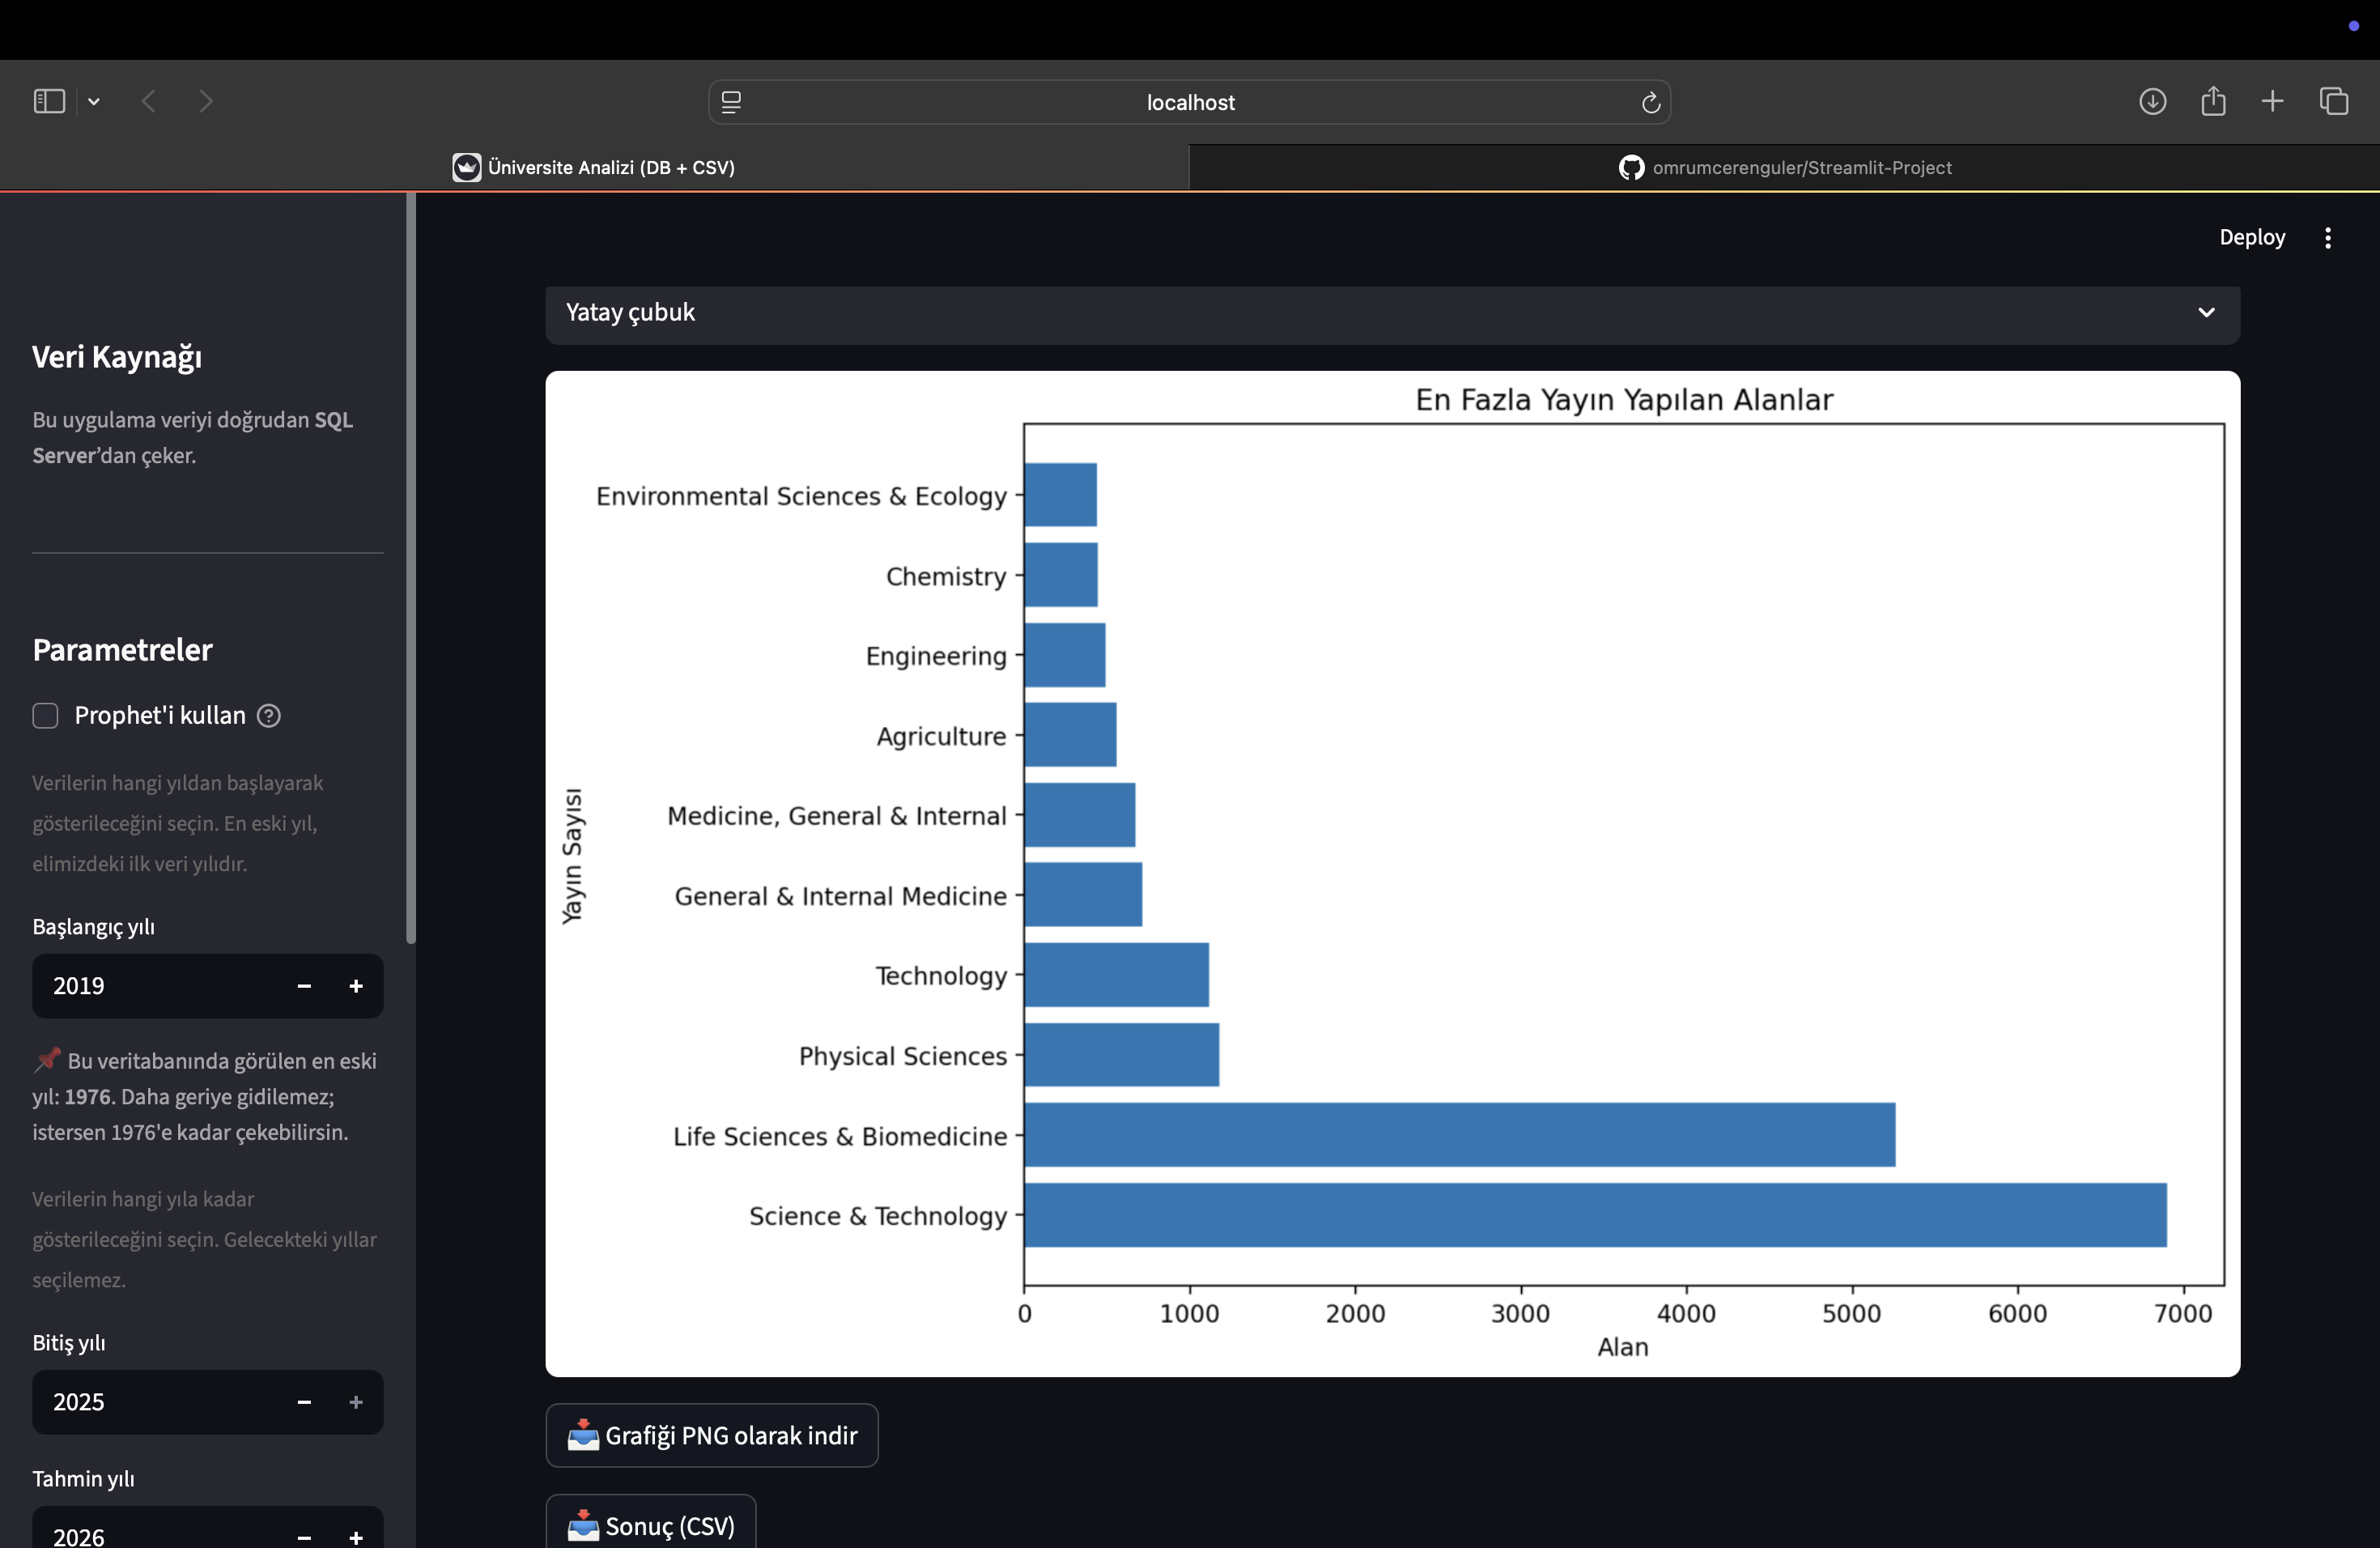 localhost
Üniversite Analizi (DB + CSV)
omrumcerenguler/Streamlit-Project
Deploy
Veri Kaynağı
Bu uygulama veriyi doğrudan SQL
Server'dan çeker.
Parametreler
Prophet'i kullan
Verilerin hangi yıldan başlayarak
gösterileceğini seçin. En eski yıl,
elimizdeki ilk veri yılıdır.
Başlangıç yılı
2019
Bu veritabanında görülen en eski
yıl: 1976. Daha geriye gidilemez;
istersen 1976'e kadar çekebilirsin.
Verilerin hangi yıla kadar
gösterileceğini seçin. Gelecekteki yıllar
seçilemez.
Bitiş yılı
2025
Tahmin yılı
2026
Yatay çubuk
En Fazla Yayın Yapılan Alanlar
Yayın Sayısı
Environmental Sciences & Ecology
Chemistry
Engineering
Agriculture
Medicine, General & Internal
General & Internal Medicine
Technology
Physical Sciences
Life Sciences & Biomedicine
Science & Technology
0 1000 2000 3000 4000 5000 6000 7000
Alan
Grafiği PNG olarak indir
Sonuç (CSV)